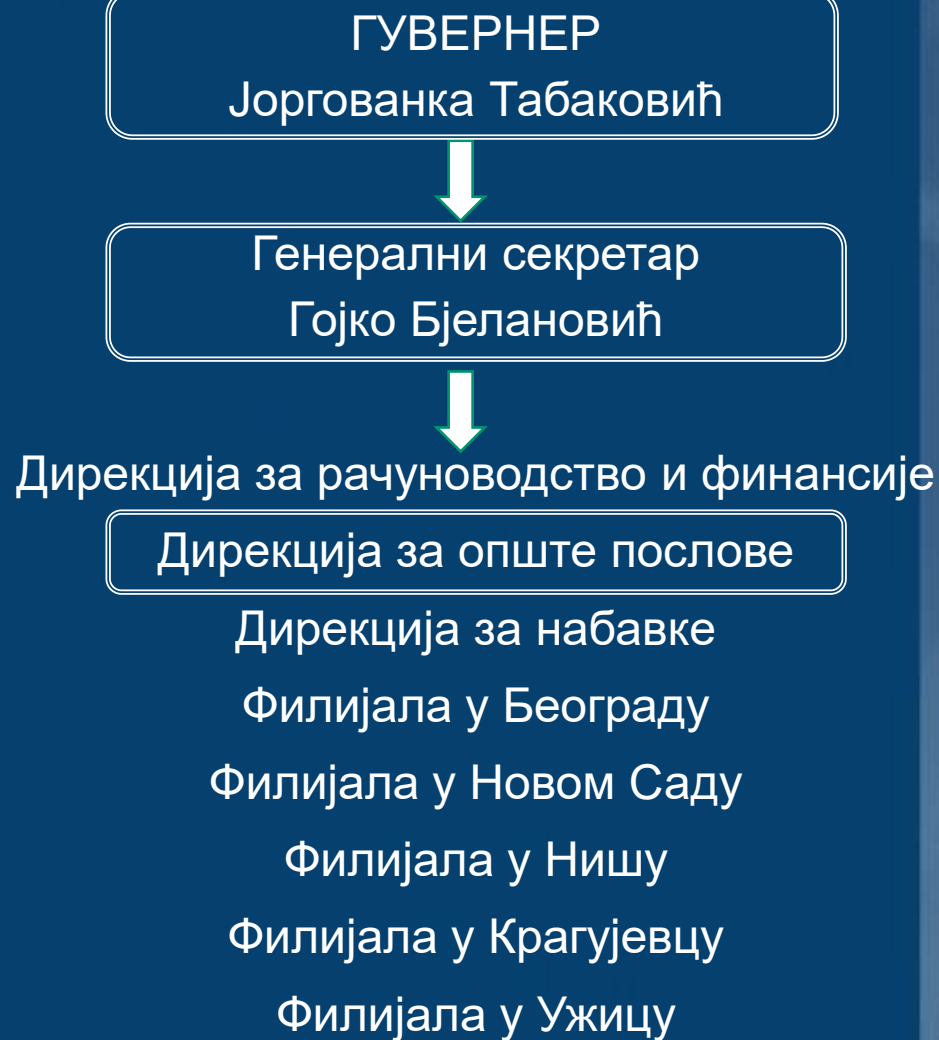 ГУВЕРНЕР
Јоргованка Табаковић
Генерални секретар
Гојко Бјелановић
Дирекција за рачуноводство и финансије
Дирекција за опште послове
Дирекција за набавке
Филијала у Београду
Филијала у Новом Саду
Филијала у Нишу
Филијала у Крагујевцу
Филијала у Ужицу